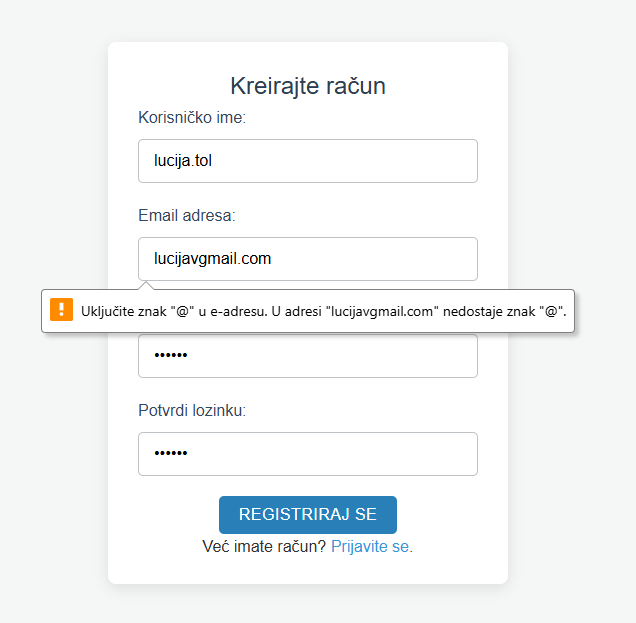 Kreirajte račun
Korisničko ime:
lucija.tol
Email adresa:
lucijavgmail.com
Uključite znak "@" u e-adresu. U adresi "lucijavgmail.com" nedostaje znak "@".
••••••
Potvrdi lozinku:
••••••
REGISTRIRAJ SE
Već imate račun? Prijavite se.